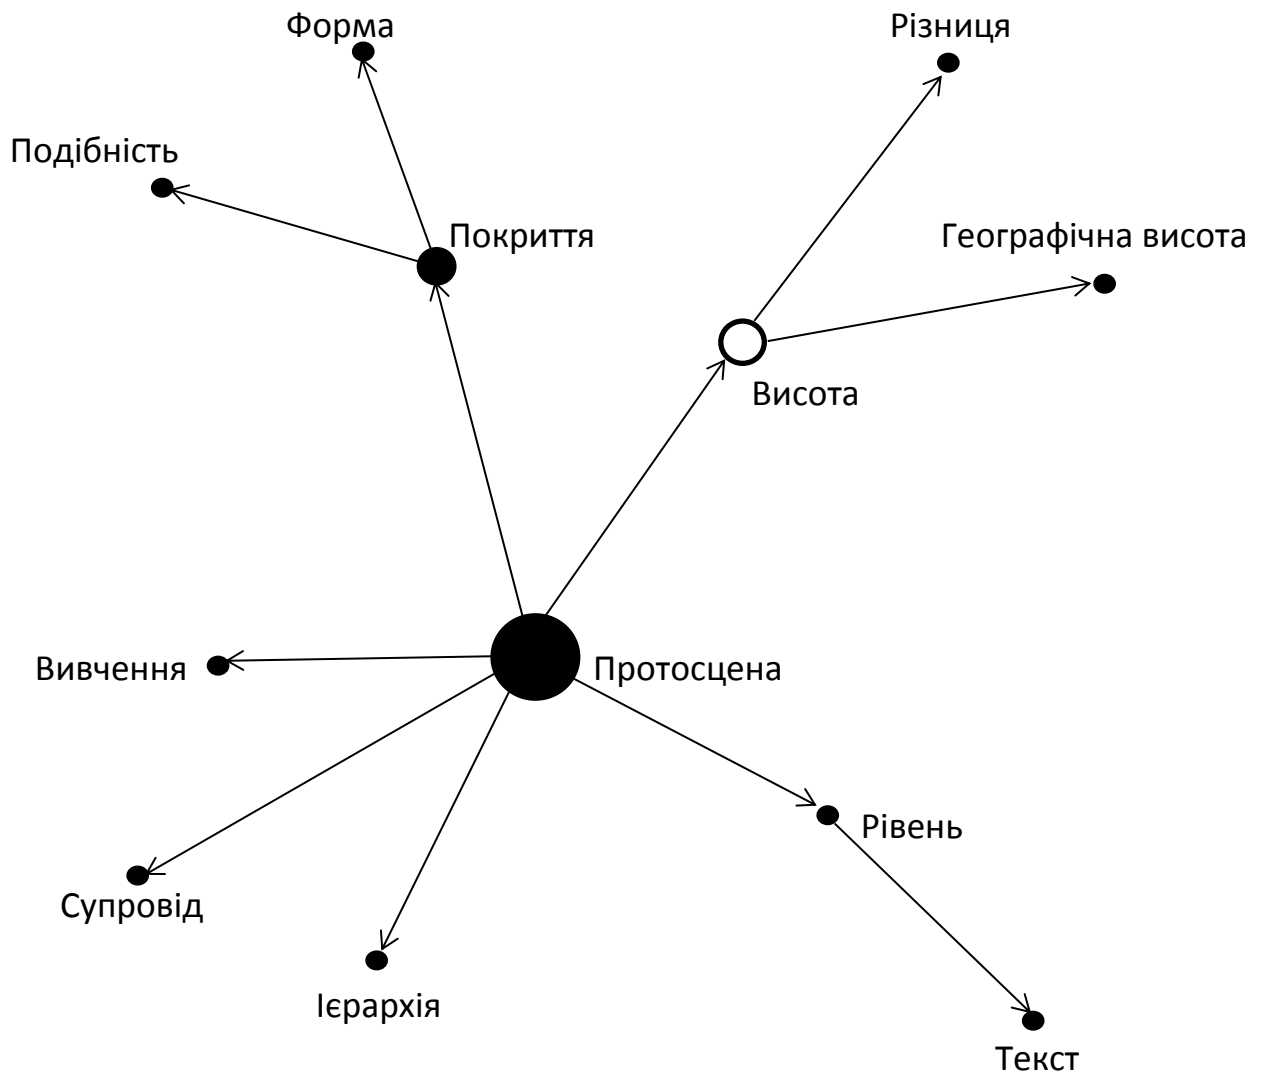 Форма
Різниця
Подібність
Покриття
Географічна висота
Висота
Вивчення
Протосцена
Рівень
Супровід
Ієрархія
Текст